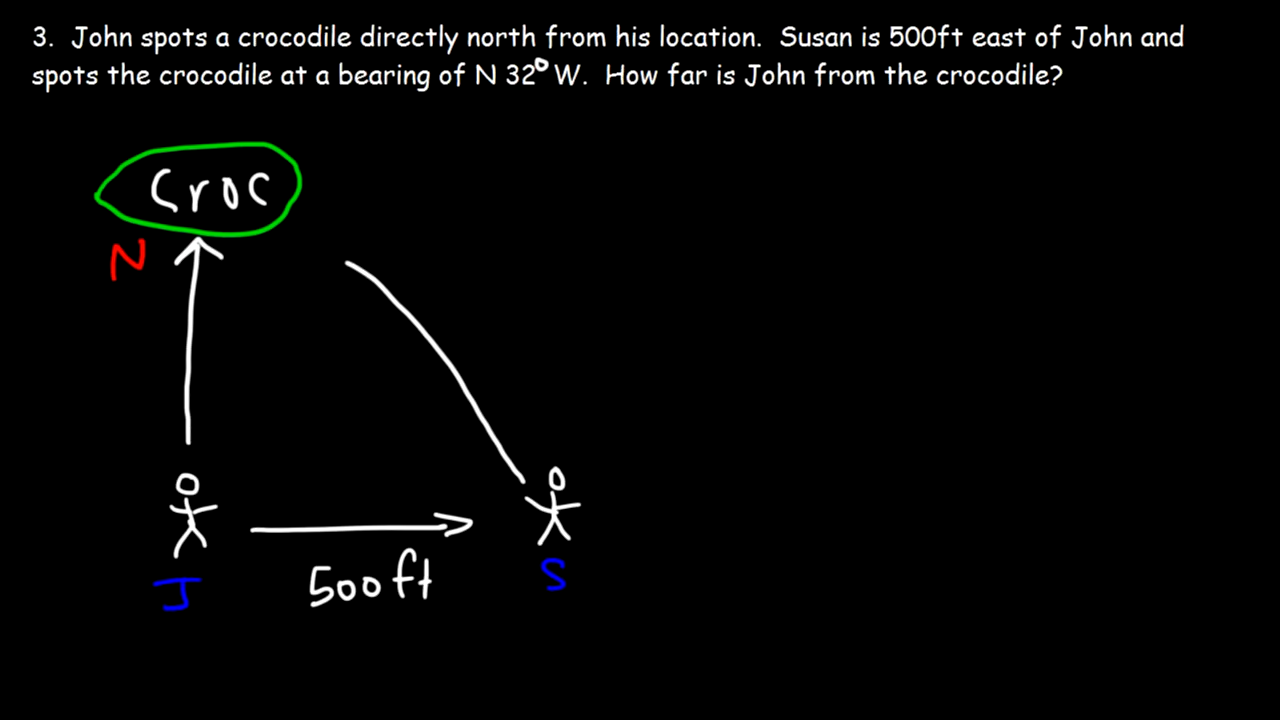 3. John spots a crocodile directly north from his location. Susan is 500ft east of John and
spots the crocodile at a bearing of N 32° W. How far is John from the crocodile?
Croc
N
J
500ft
S